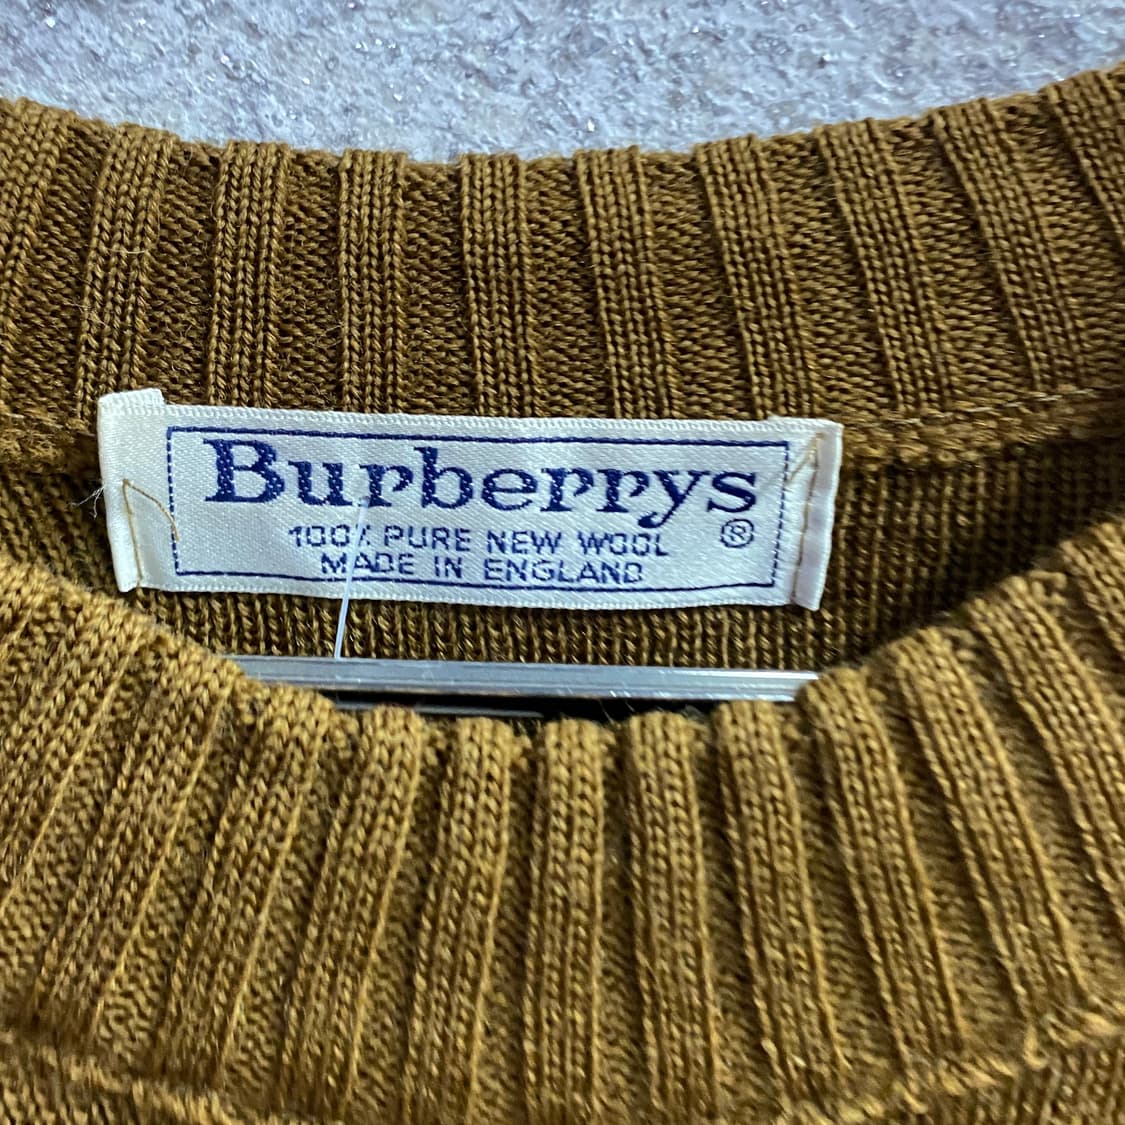 Burberrys
®
100% PURE NEW WOOL
MADE IN ENGLAND